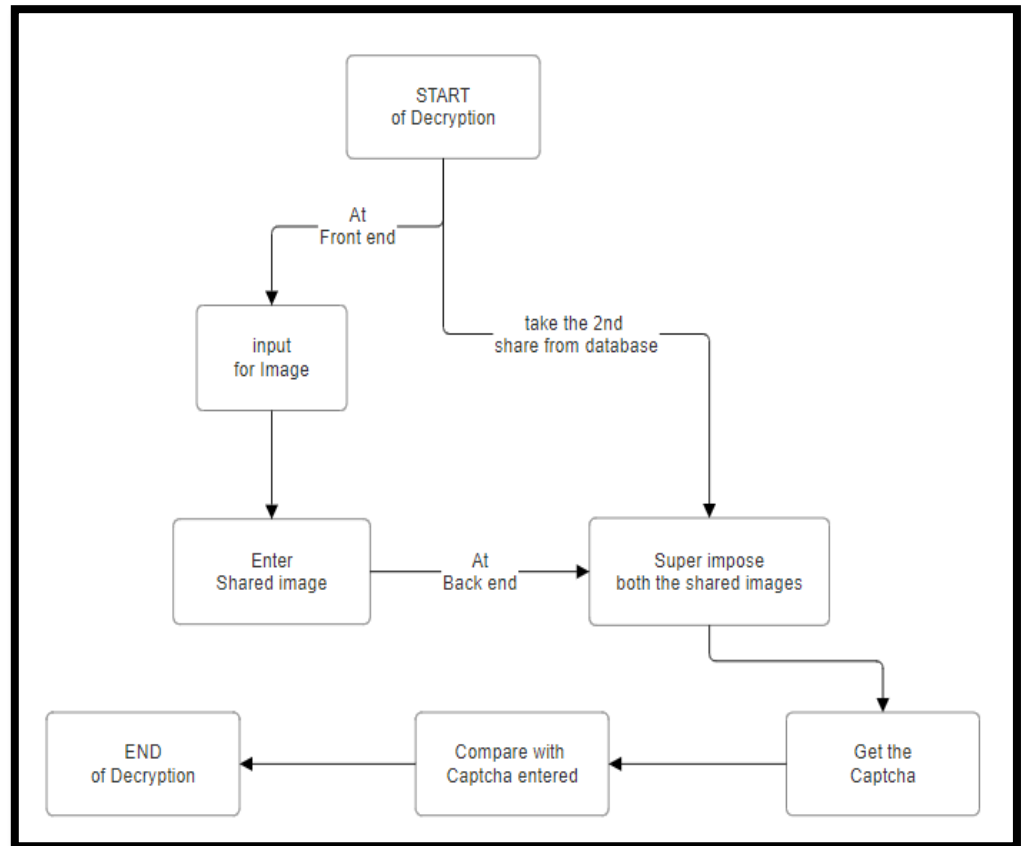 START
of Decryption
At
Front end
input
for Image
take the 2nd
share from database
Enter
Shared image
At
Back end
Super impose
both the shared images
END
of Decryption
Compare with
Captcha entered
Get the
Captcha